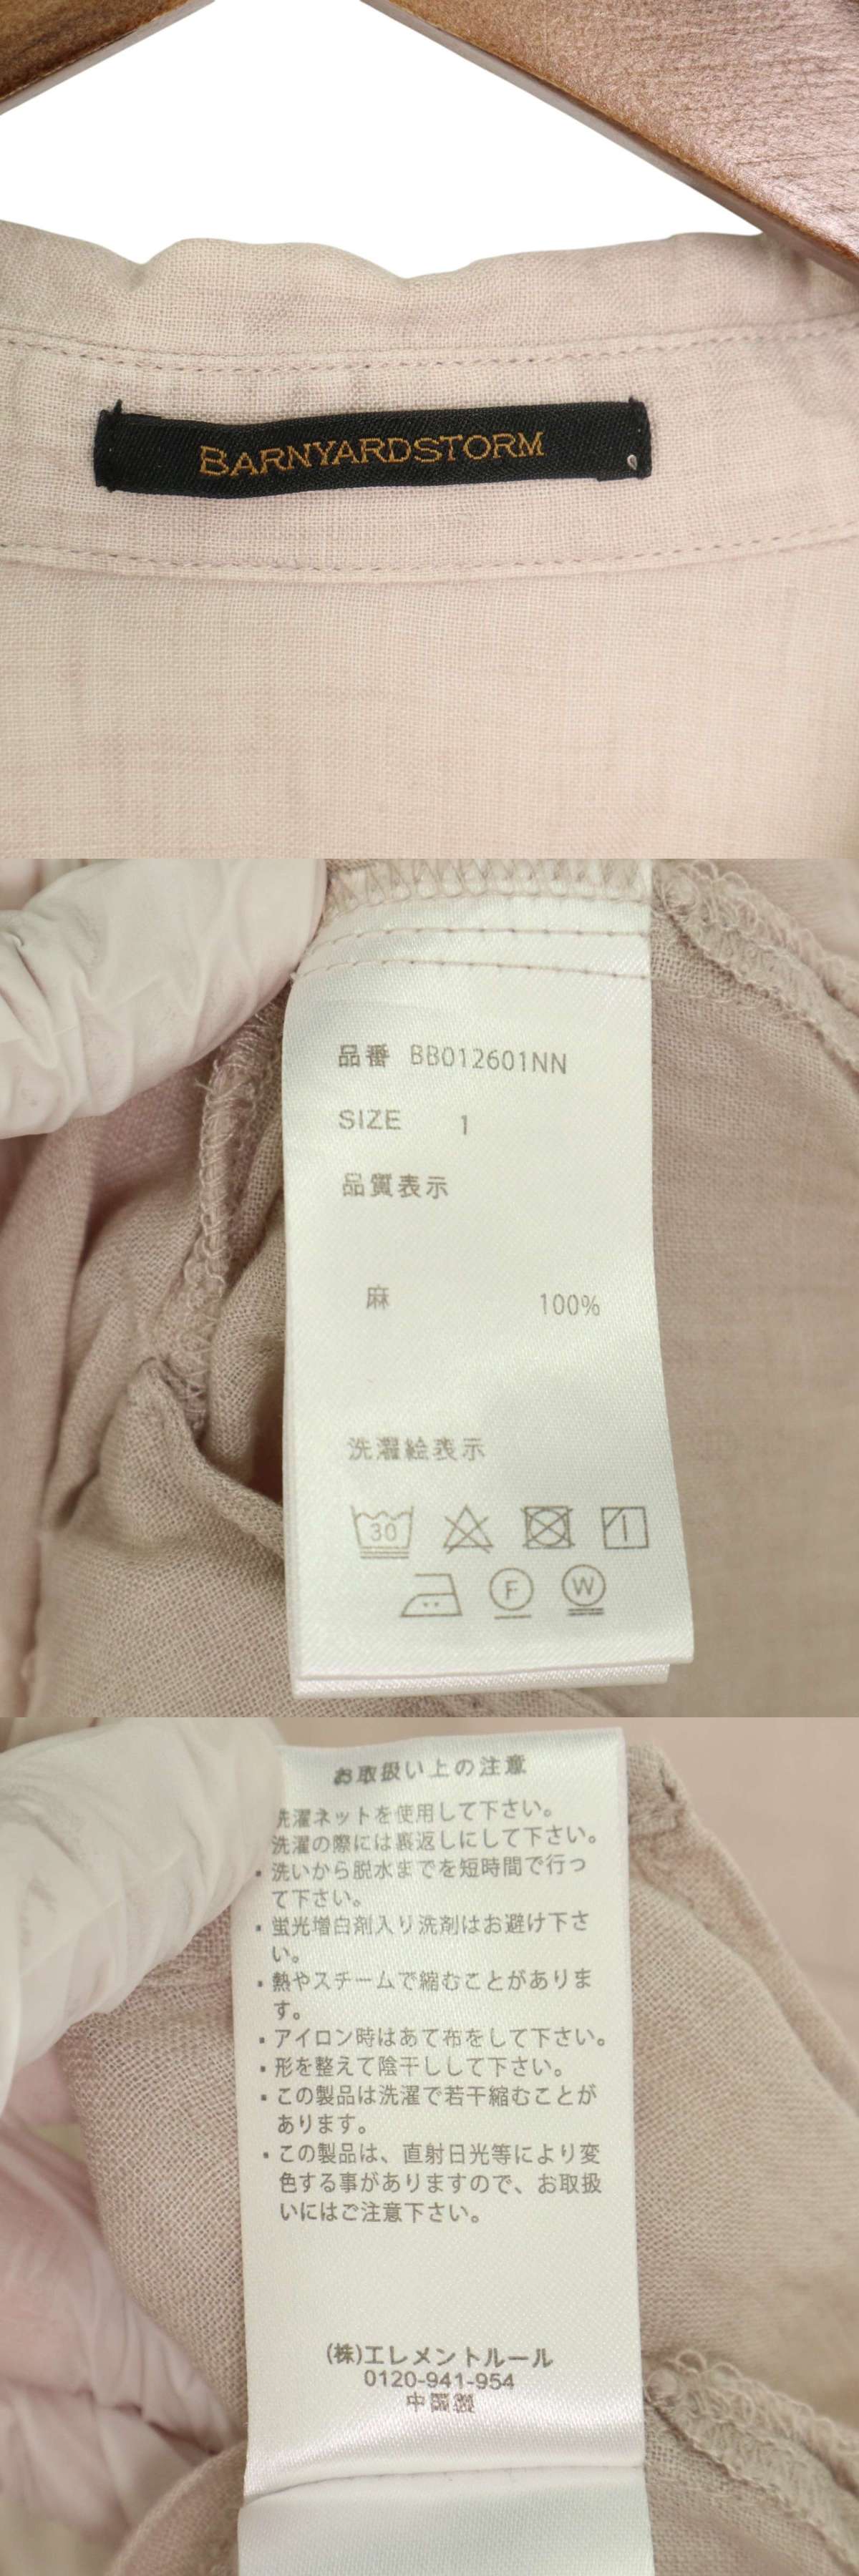 BARNYARDSTORM
品番 BB012601NN
SIZE 1
品質表示
麻 100%
洗濯絵表示
30
F W
お取扱い上の注意
洗濯ネットを使用して下さい。
洗濯の際には裏返しにして下さい。
・洗いから脱水までを短時間で行っ
て下さい。
・蛍光増白剤入り洗剤はお避け下さ
い。
・熱やスチームで縮むことがありま
す。
・アイロン時はあて布をして下さい。
・形を整えて陰干しして下さい。
・この製品は洗濯で若干縮むことが
あります。
・この製品は、直射日光等により変
色する事がありますので、お取扱
いにはご注意下さい。
(株)エレメントルール
0120-941-954
中国製